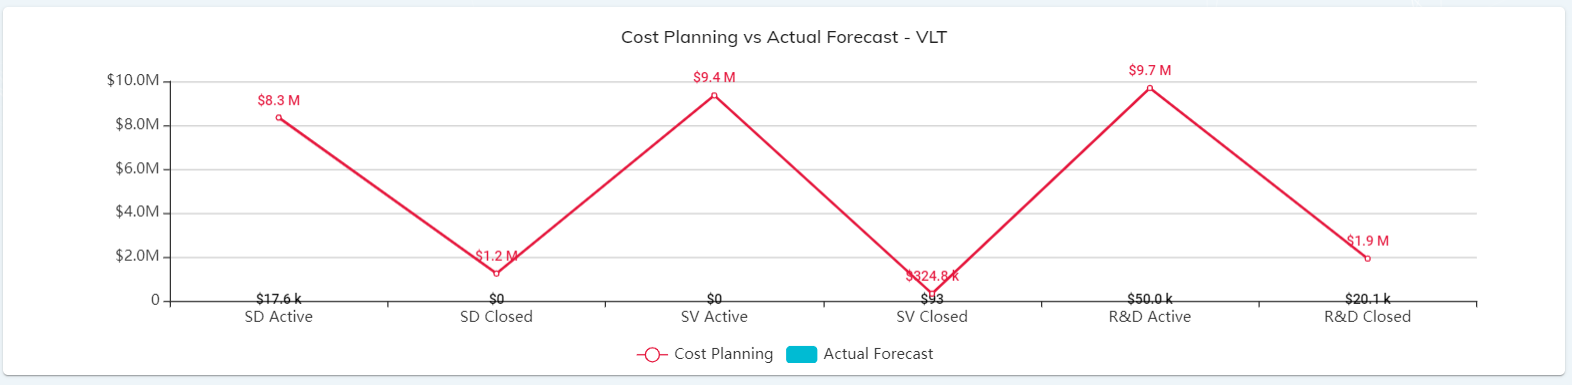 Cost Planning vs Actual Forecast - VLT
$10.0M
$8.0M
$6.0M
$4.0M
$2.0M
0
$8.3 M
$1.2 M
$9.4 M
$324.8 k
$9.7 M
$1.9 M
$17.6 k
$0
$0
$93
$50.0 k
$20.1 k
SD Active
SD Closed
SV Active
SV Closed
R&D Active
R&D Closed
Cost Planning
Actual Forecast